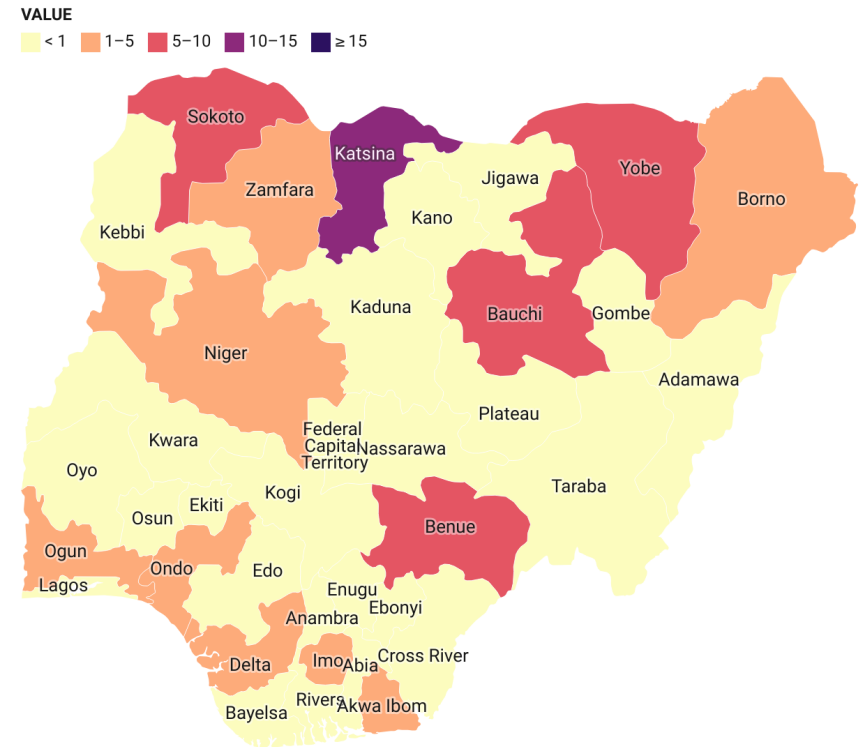 VALUE
< 1 1–5 5–10 10–15 ≥ 15
Sokoto
Katsina
Yobe
Jigawa
Zamfara
Borno
Kano
Kebbi
Kaduna
Bauchi
Gombe
Niger
Adamawa
Plateau
Federal
Capital
Territory
Nassarawa
Kwara
Oyo
Taraba
Kogi
Ekiti
Osun
Benue
Ogun
Ondo
Edo
Lagos
Enugu
Ebonyi
Anambra
Cross River
Delta
Imo
Abia
Rivers
Akwa Ibom
Bayelsa